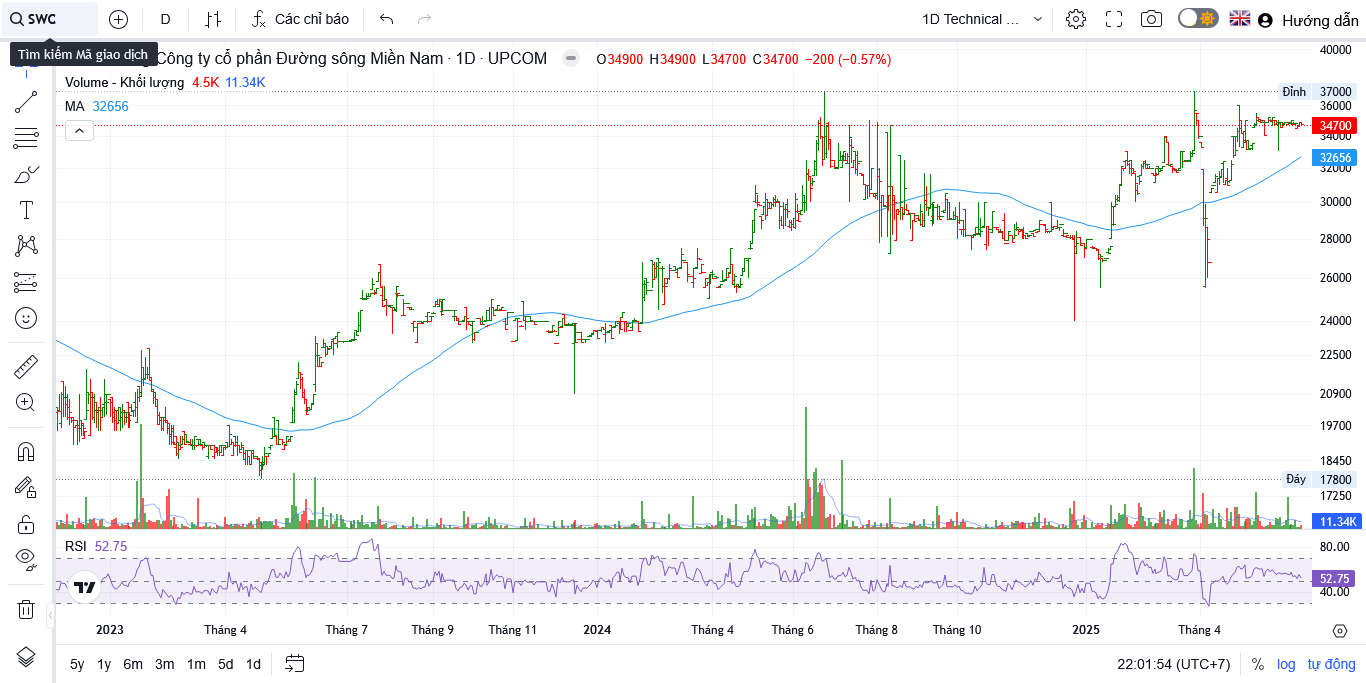 SWC
D
Các chỉ báo
1D Technical ...
Hướng dẫn
Tìm kiếm Mã giao dịch
Công ty cổ phần Đường sông Miền Nam · 1D · UPCOM
O34900 H34900 L34700 C34700 −200 (−0.57%)
Volume - Khối lượng 4.5K 11.34K
MA 32656
40000
Đỉnh 37000
36000
34700
34000
32656
32000
30000
28000
26000
24000
22500
20900
19700
18450
Đáy 17800
17250
11.34K
RSI 52.75
80.00
52.75
40.00
2023 Tháng 4 Tháng 7 Tháng 9 Tháng 11 2024 Tháng 4 Tháng 6 Tháng 8 Tháng 10 2025 Tháng 4
5y 1y 6m 3m 1m 5d 1d
22:01:54 (UTC+7) % log tự động